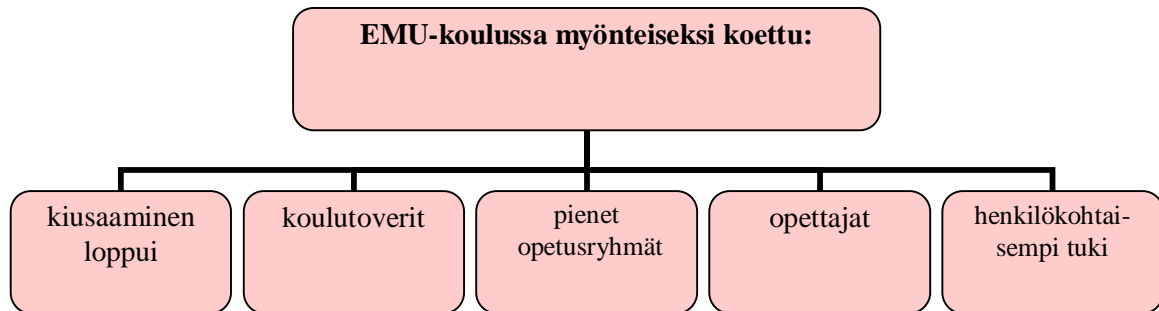 EMU-koulussa myönteiseksi koettu:
kiusaaminen
loppui
koulutoverit
pienet
opetusryhmät
opettajat
henkilökohtai-
sempi tuki